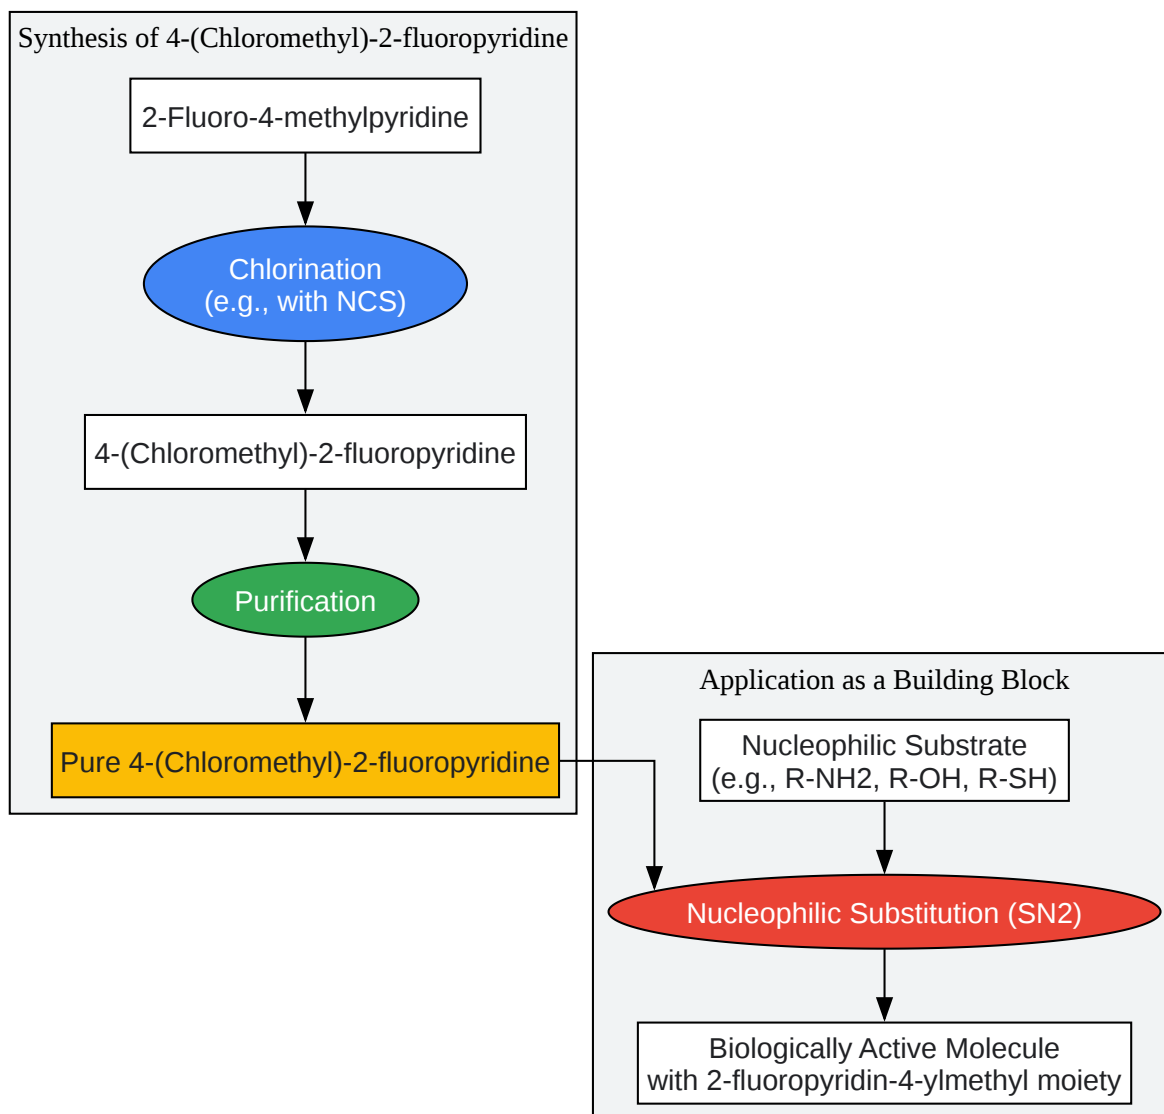 Synthesis of 4-(Chloromethyl)-2-fluoropyridine
2-Fluoro-4-methylpyridine
Chlorination
(e.g., with NCS)
4-(Chloromethyl)-2-fluoropyridine
Purification
Pure 4-(Chloromethyl)-2-fluoropyridine
Application as a Building Block
Nucleophilic Substrate
(e.g., R-NH2, R-OH, R-SH)
Nucleophilic Substitution (SN2)
Biologically Active Molecule
with 2-fluoropyridin-4-ylmethyl moiety